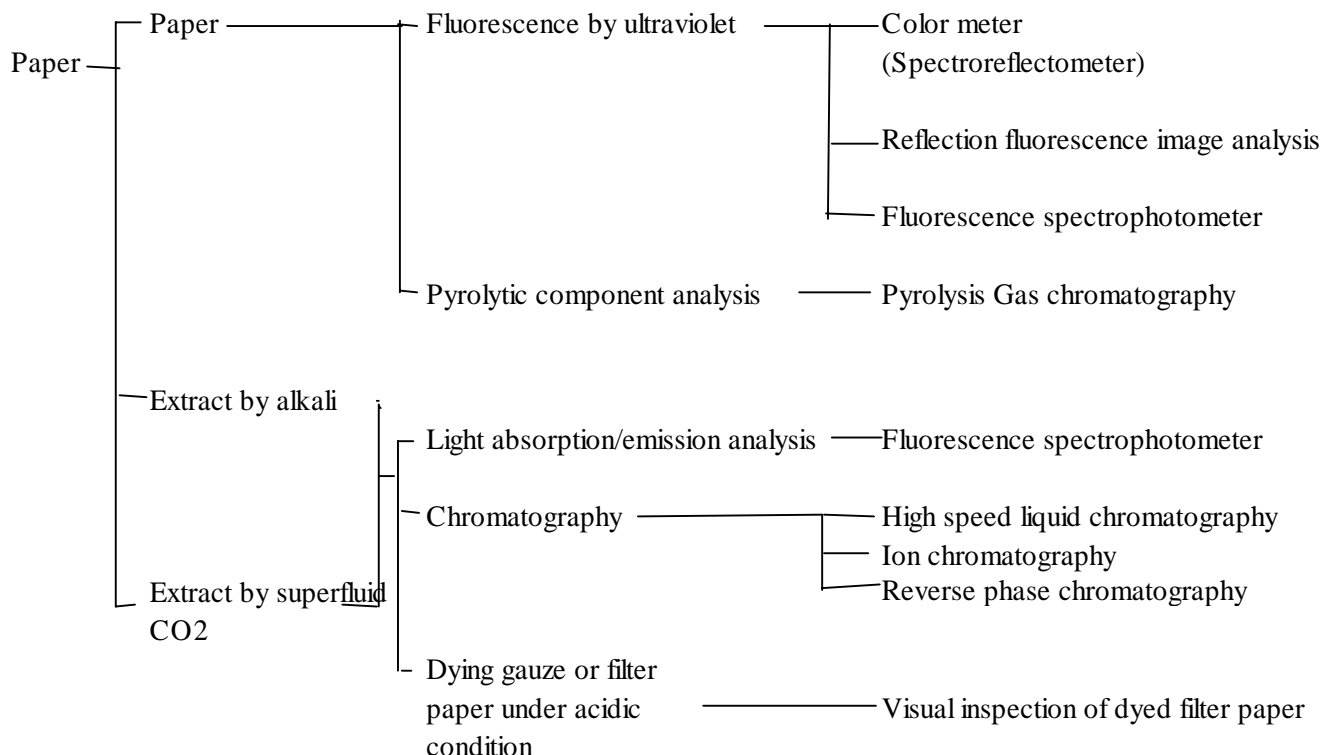 Paper
Paper
Fluorescence by ultraviolet
Color meter
(Spectroreflectometer)
Reflection fluorescence image analysis
Fluorescence spectrophotometer
Pyrolytic component analysis
Pyrolysis Gas chromatography
Extract by alkali
Light absorption/emission analysis
Fluorescence spectrophotometer
Chromatography
High speed liquid chromatography
Ion chromatography
Reverse phase chromatography
Extract by superfluid
CO2
Dying gauze or filter
paper under acidic
condition
Visual inspection of dyed filter paper